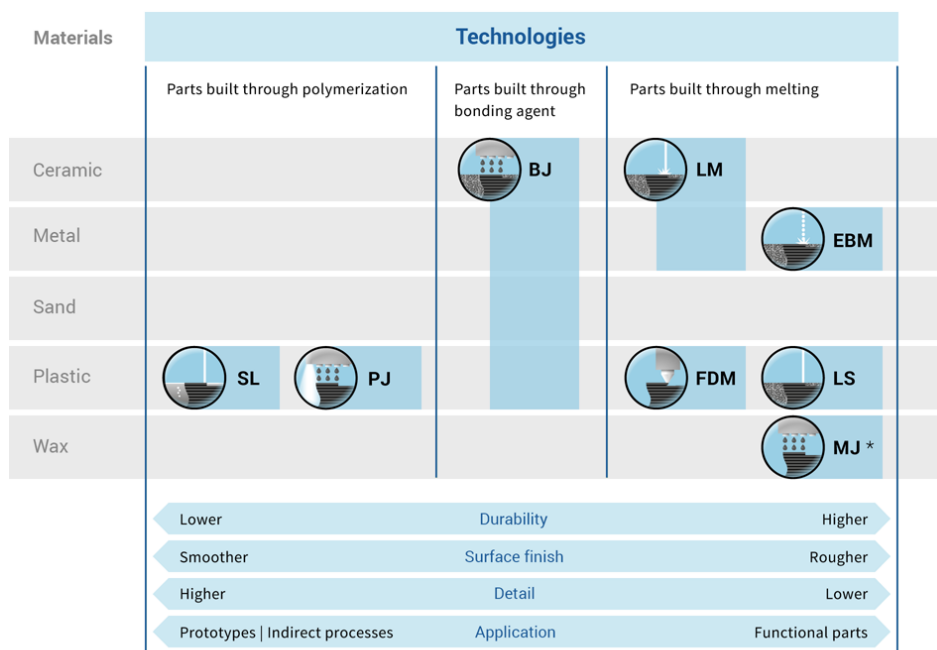 Materials
Technologies
Parts built through polymerization
Parts built through
bonding agent
Parts built through melting
Ceramic
BJ
LM
Metal
EBM
Sand
Plastic
SL
PJ
FDM
LS
Wax
MJ *
Lower Durability Higher
Smoother Surface finish Rougher
Higher Detail Lower
Prototypes | Indirect processes Application Functional parts